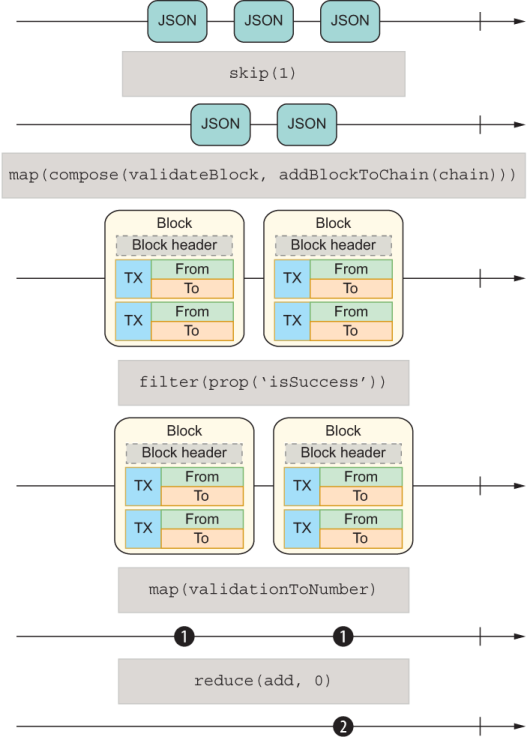 JSON JSON JSON
skip(1)
JSON JSON
map(compose(validateBlock, addBlockToChain(chain)))
Block Block
Block header Block header
TX From TX From
To To
TX From TX From
To To
filter(prop(‘isSuccess’))
Block Block
Block header Block header
TX From TX From
To To
TX From TX From
To To
map(validationToNumber)
1 1
reduce(add, 0)
2